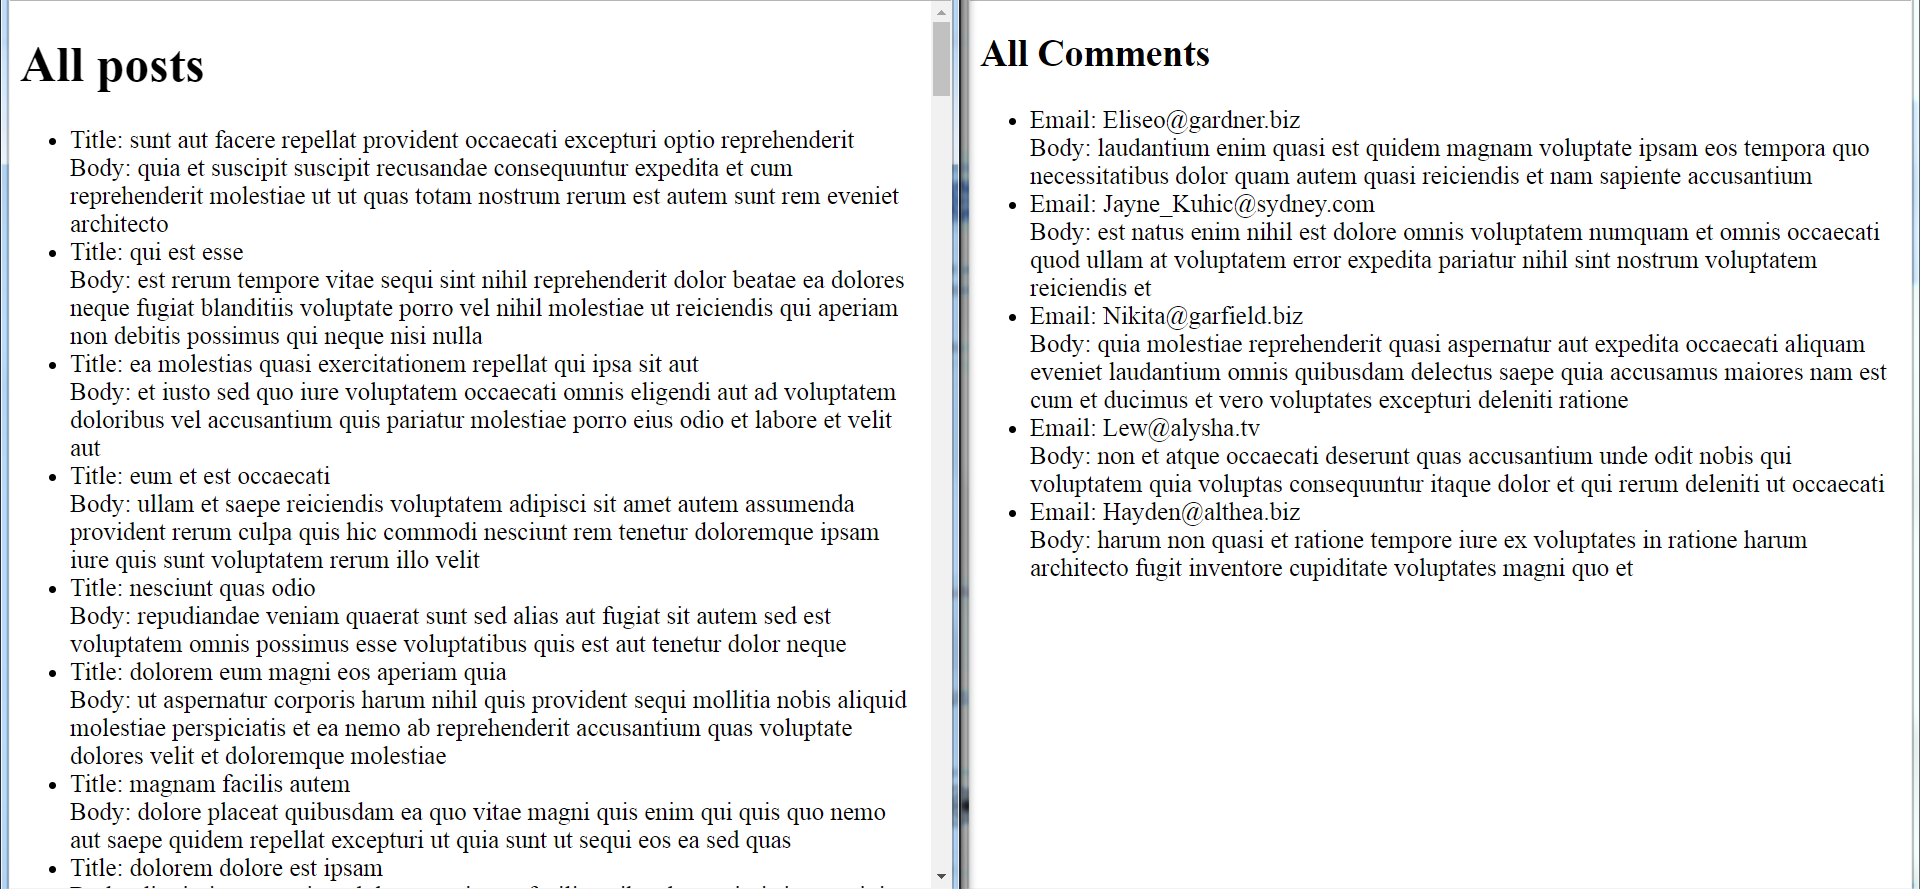 All posts
Title: sunt aut facere repellat provident occaecati excepturi optio reprehenderit
Body: quia et suscipit suscipit recusandae consequuntur expedita et cum
reprehenderit molestiae ut ut quas totam nostrum rerum est autem sunt rem eveniet
architecto
Title: qui est esse
Body: est rerum tempore vitae sequi sint nihil reprehenderit dolor beatae ea dolores
neque fugiat blanditiis voluptate porro vel nihil molestiae ut reiciendis qui aperiam
non debitis possimus qui neque nisi nulla
Title: ea molestias quasi exercitationem repellat qui ipsa sit aut
Body: et iusto sed quo iure voluptatem occaecati omnis eligendi aut ad voluptatem
doloribus vel accusantium quis pariatur molestiae porro eius odio et labore et velit
aut
Title: eum et est occaecati
Body: ullam et saepe reiciendis voluptatem adipisci sit amet autem assumenda
provident rerum culpa quis hic commodi nesciunt rem tenetur doloremque ipsam
iure quis sunt voluptatem rerum illo velit
Title: nesciunt quas odio
Body: repudiandae veniam quaerat sunt sed alias aut fugiat sit autem sed est
voluptatem omnis possimus esse voluptatibus quis est aut tenetur dolor neque
Title: dolorem eum magni eos aperiam quia
Body: ut aspernatur corporis harum nihil quis provident sequi mollitia nobis aliquid
molestiae perspiciatis et ea nemo ab reprehenderit accusantium quas voluptate
dolores velit et doloremque molestiae
Title: magnam facilis autem
Body: dolore placeat quibusdam ea quo vitae magni quis enim qui quis quo nemo
aut saepe quidem repellat excepturi ut quia sunt ut sequi eos ea sed quas
Title: dolorem dolore est ipsam
All Comments
Email: Eliseo@gardner.biz
Body: laudantium enim quasi est quidem magnam voluptate ipsam eos tempora quo
necessitatibus dolor quam autem quasi reiciendis et nam sapiente accusantium
Email: Jayne_Kuhic@sydney.com
Body: est natus enim nihil est dolore omnis voluptatem numquam et omnis occaecati
quod ullam at voluptatem error expedita pariatur nihil sint nostrum voluptatem
reiciendis et
Email: Nikita@garfield.biz
Body: quia molestiae reprehenderit quasi aspernatur aut expedita occaecati aliquam
eveniet laudantium omnis quibusdam delectus saepe quia accusamus maiores nam est
cum et ducimus et vero voluptates excepturi deleniti ratione
Email: Lew@alysha.tv
Body: non et atque occaecati deserunt quas accusantium unde odit nobis qui
voluptatem quia voluptas consequuntur itaque dolor et qui rerum deleniti ut occaecati
Email: Hayden@althea.biz
Body: harum non quasi et ratione tempore iure ex voluptates in ratione harum
architecto fugit inventore cupiditate voluptates magni quo et